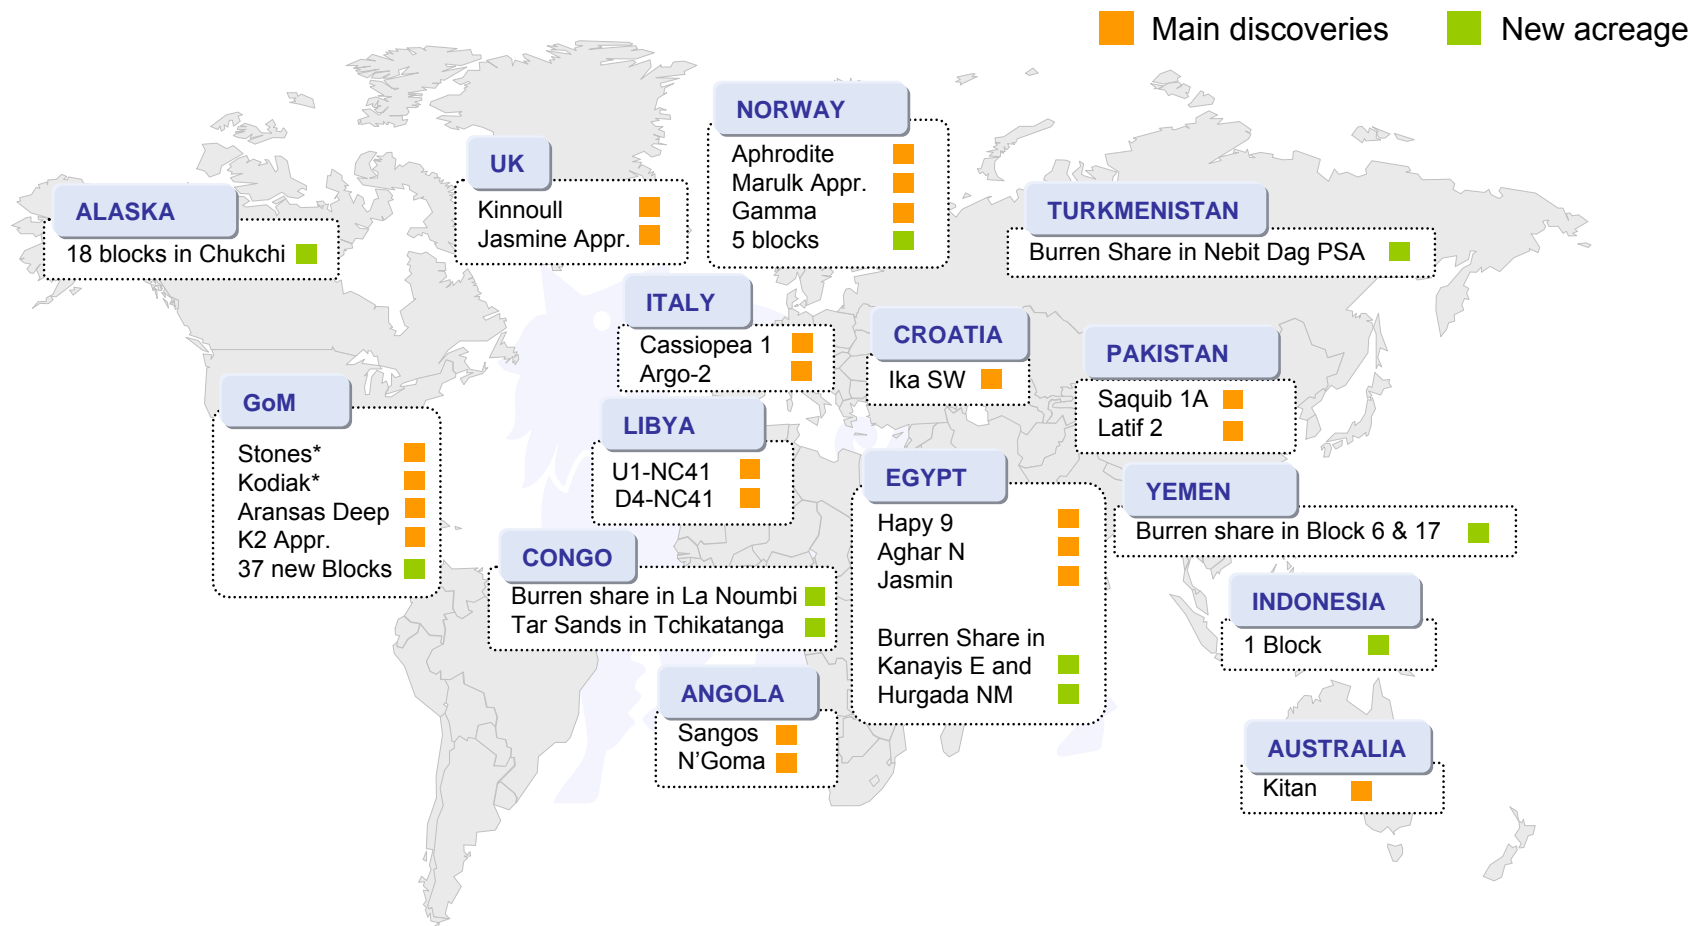 Main discoveries
New acreage
ALASKA
18 blocks in Chukchi
UK
Kinnoull
Jasmine Appr.
NORWAY
Aphrodite
Marulk Appr.
Gamma
5 blocks
TURKMENISTAN
Burren Share in Nebit Dag PSA
ITALY
Cassiopea 1
Argo-2
CROATIA
Ika SW
PAKISTAN
Saquib 1A
Latif 2
GoM
Stones*
Kodiak*
Aransas Deep
K2 Appr.
37 new Blocks
LIBYA
U1-NC41
D4-NC41
EGYPT
Hapy 9
Aghar N
Jasmin
Burren Share in
Kanayis E and
Hurgada NM
YEMEN
Burren share in Block 6 & 17
CONGO
Burren share in La Noumbi
Tar Sands in Tchikatanga
INDONESIA
1 Block
ANGOLA
Sangos
N'Goma
AUSTRALIA
Kitan